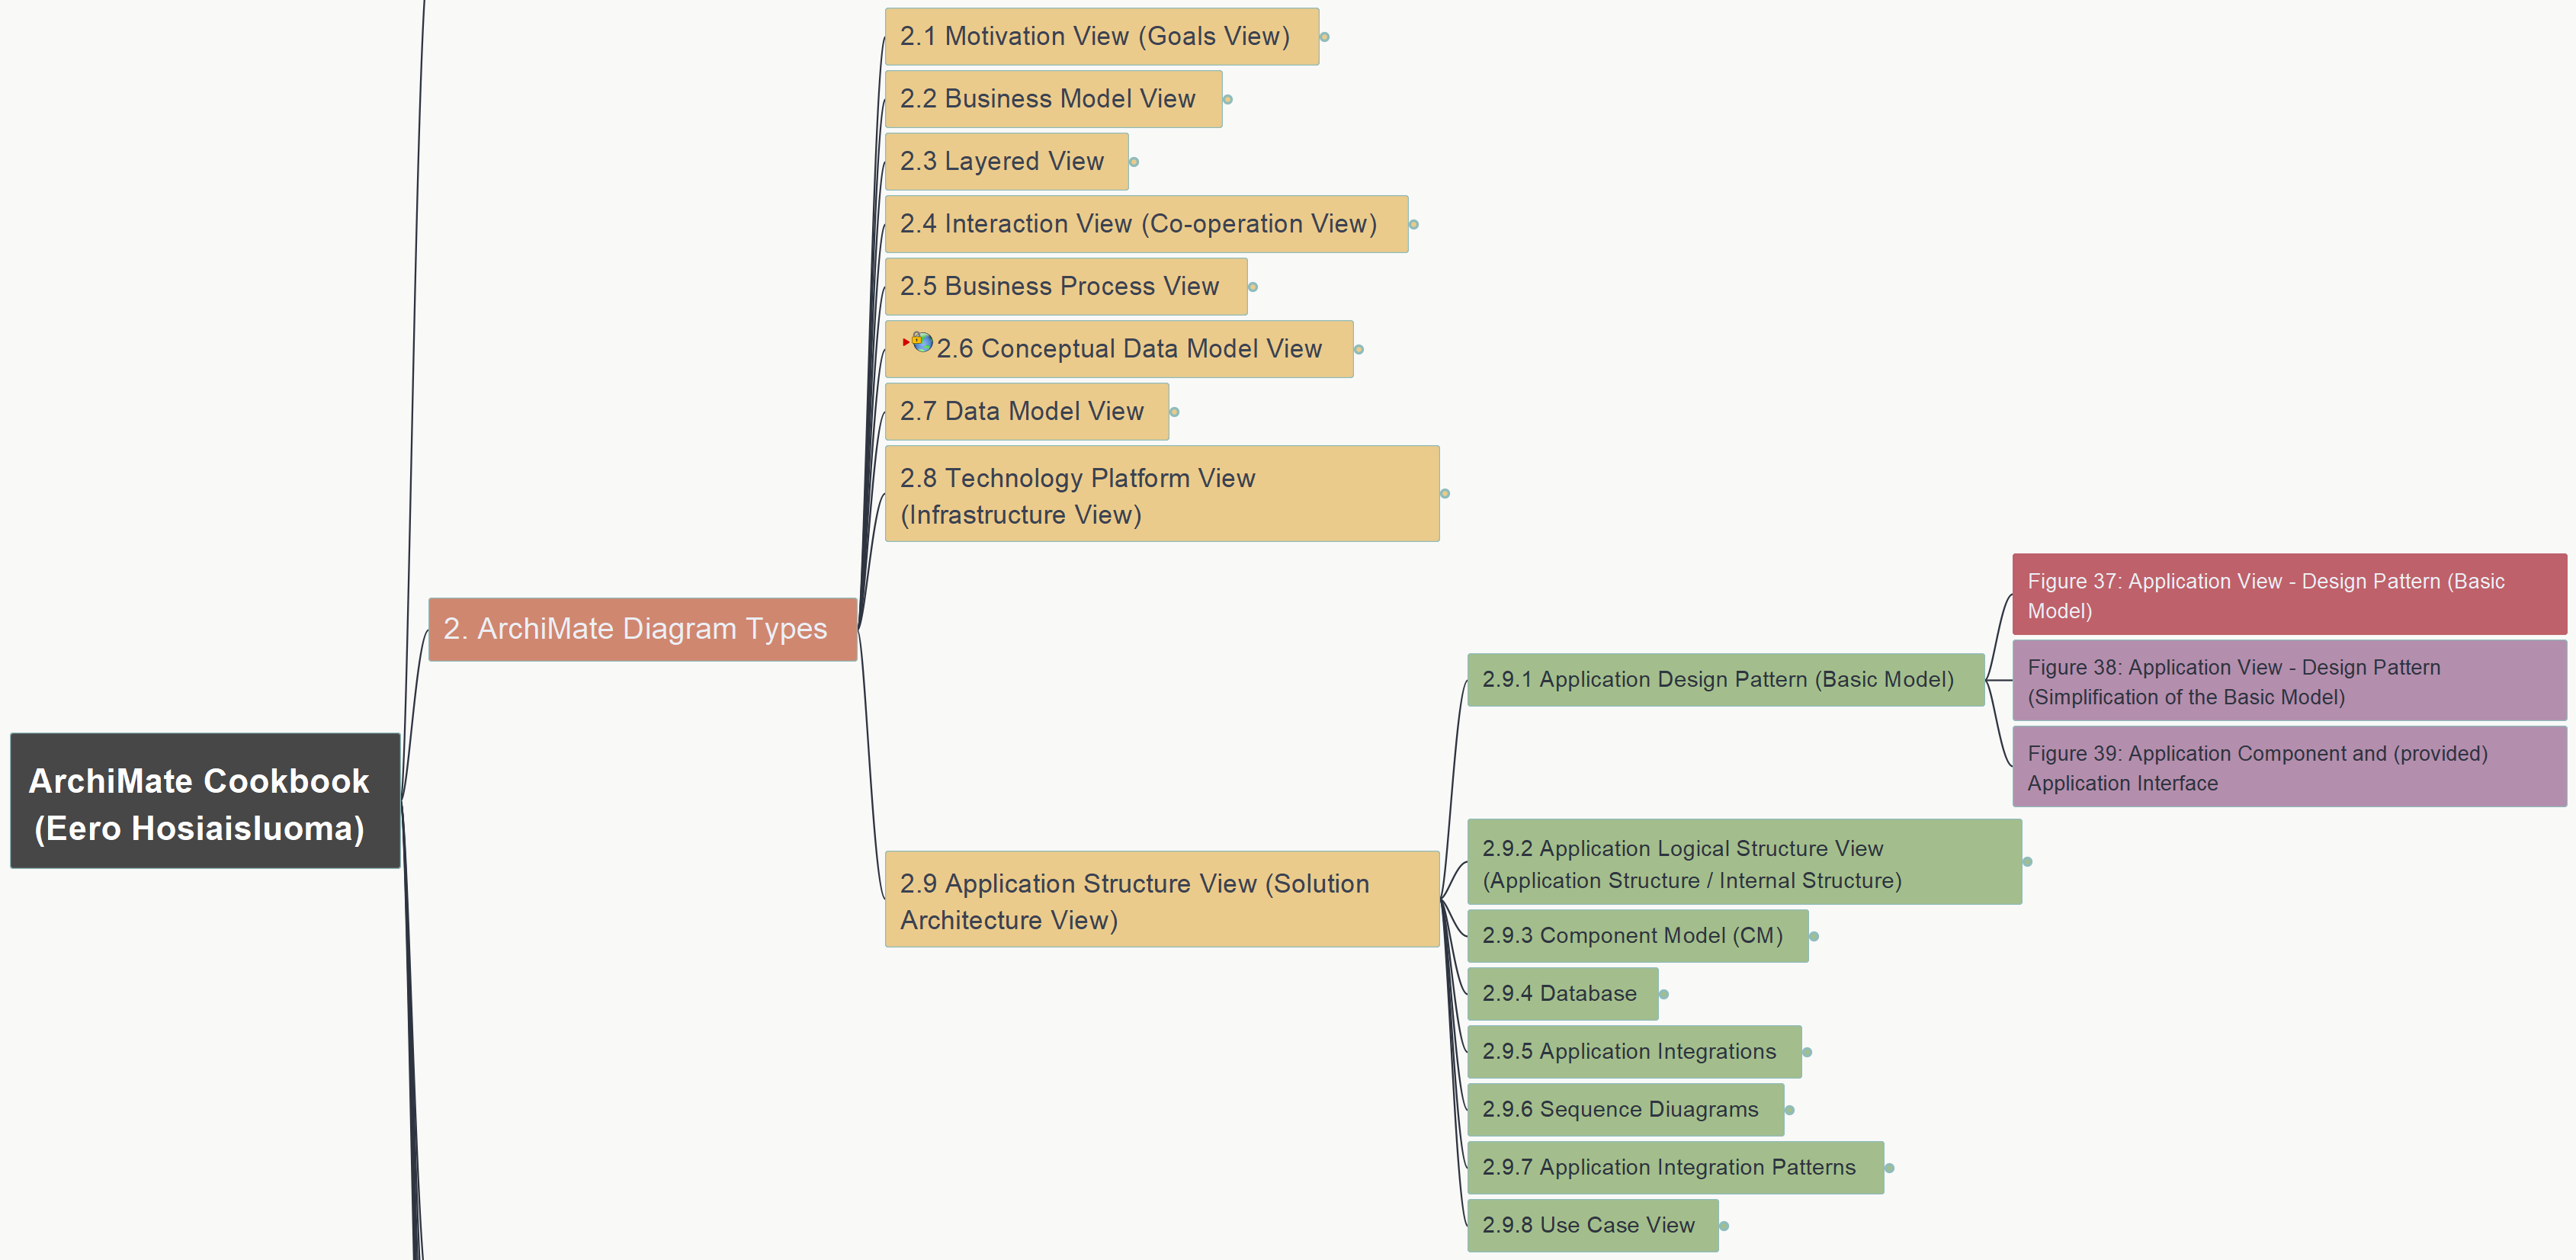 2.1 Motivation View (Goals View)
2.2 Business Model View
2.3 Layered View
2.4 Interaction View (Co-operation View)
2.5 Business Process View
2.6 Conceptual Data Model View
2.7 Data Model View
2.8 Technology Platform View
(Infrastructure View)
2. ArchiMate Diagram Types
ArchiMate Cookbook
(Eero Hosiaisluoma)
2.9 Application Structure View (Solution
Architecture View)
2.9.1 Application Design Pattern (Basic Model)
Figure 37: Application View - Design Pattern (Basic
Model)
Figure 38: Application View - Design Pattern
(Simplification of the Basic Model)
Figure 39: Application Component and (provided)
Application Interface
2.9.2 Application Logical Structure View
(Application Structure / Internal Structure)
2.9.3 Component Model (CM)
2.9.4 Database
2.9.5 Application Integrations
2.9.6 Sequence Diuagrams
2.9.7 Application Integration Patterns
2.9.8 Use Case View